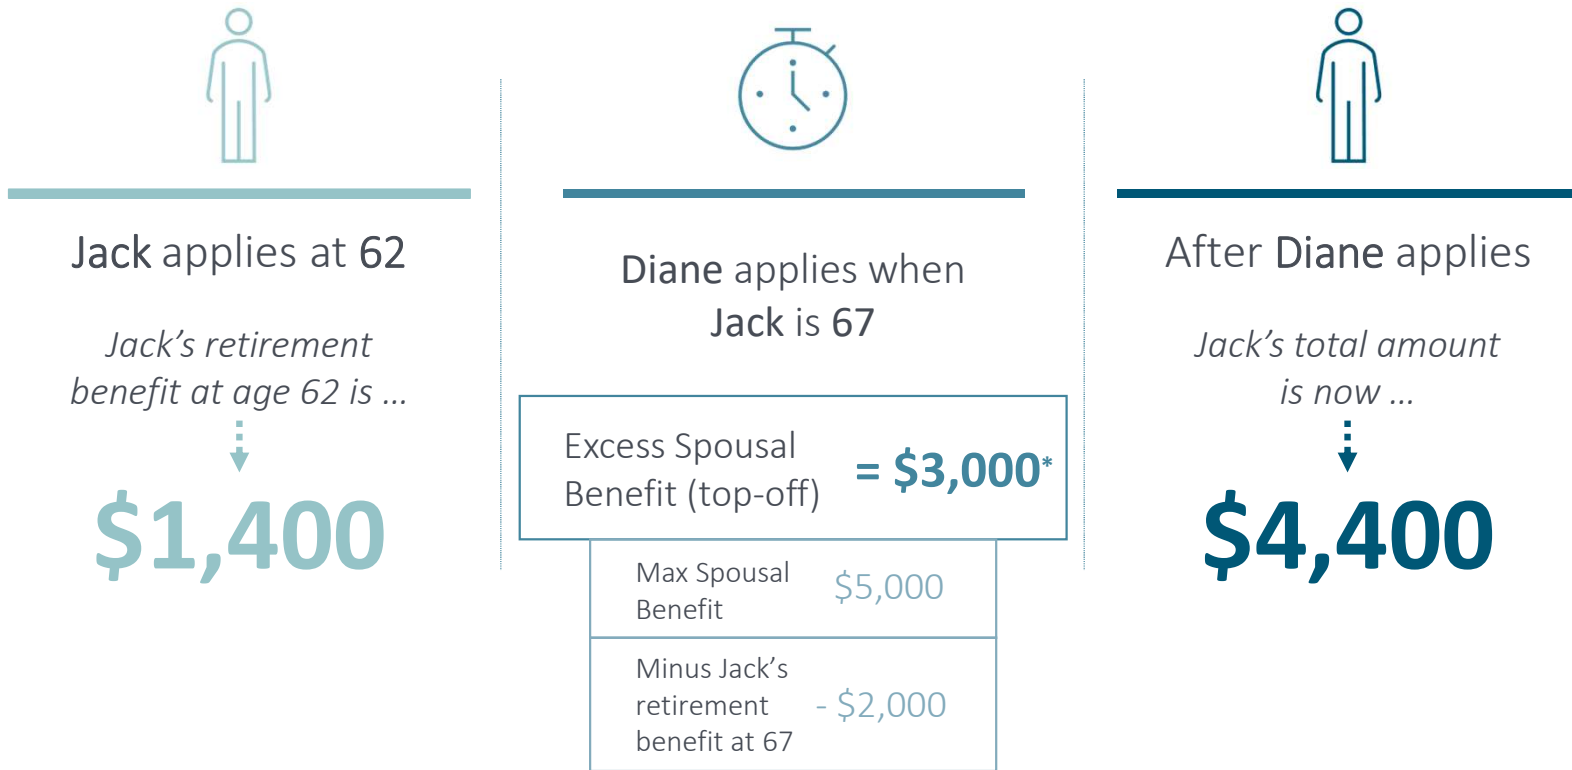 Jack applies at 62
Jack’s retirement
benefit at age 62 is ...
$1,400
Diane applies when
Jack is 67
Excess Spousal
Benefit (top-off)
= $3,000*
Max Spousal
Benefit
$5,000
Minus Jack’s
retirement
benefit at 67
- $2,000
After Diane applies
Jack’s total amount
is now ...
$4,400